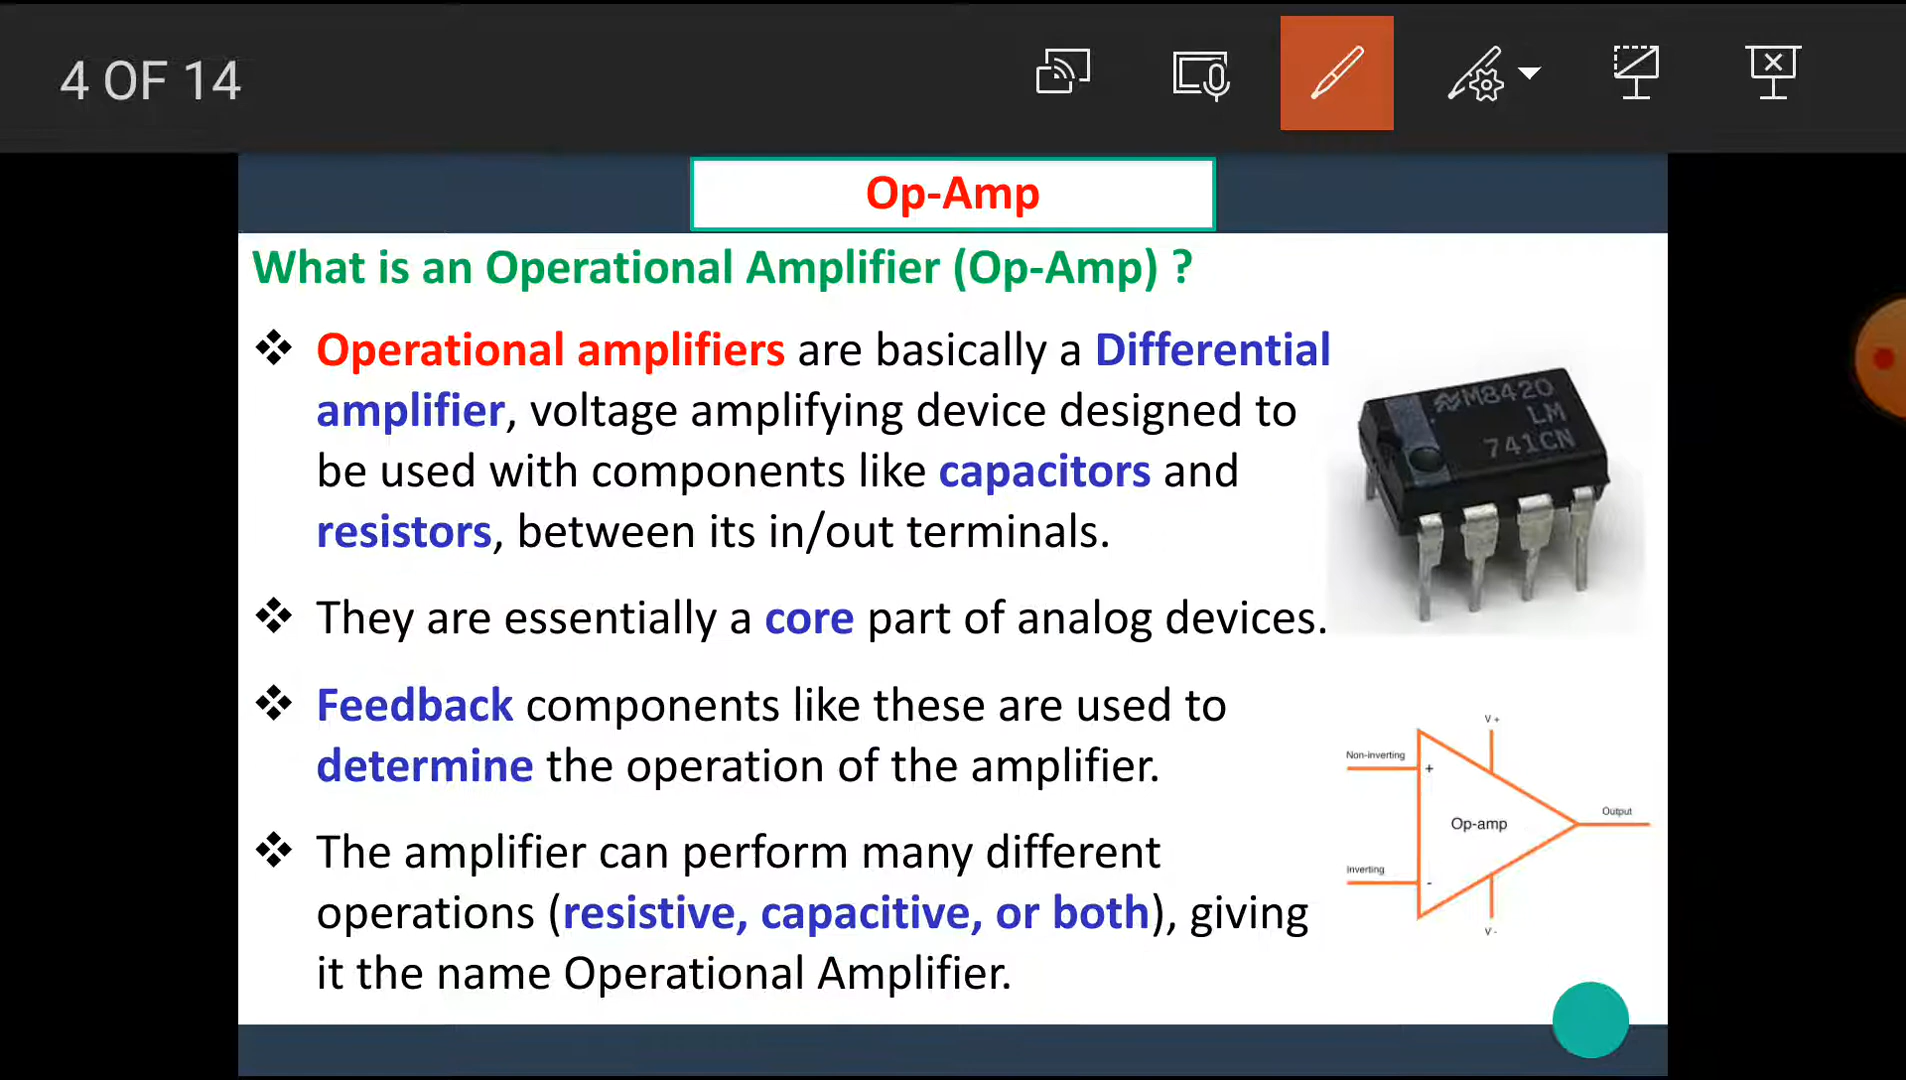 4 OF 14
Op-Amp
What is an Operational Amplifier (Op-Amp) ?
❖ Operational amplifiers are basically a Differential
amplifier, voltage amplifying device designed to
be used with components like capacitors and
resistors, between its in/out terminals.
❖ They are essentially a core part of analog devices.
❖ Feedback components like these are used to
determine the operation of the amplifier.
❖ The amplifier can perform many different
operations (resistive, capacitive, or both), giving
it the name Operational Amplifier.
M8420
LM
741CN
V +
Non-inverting
+
Output
Op-amp
Inverting
-
V -